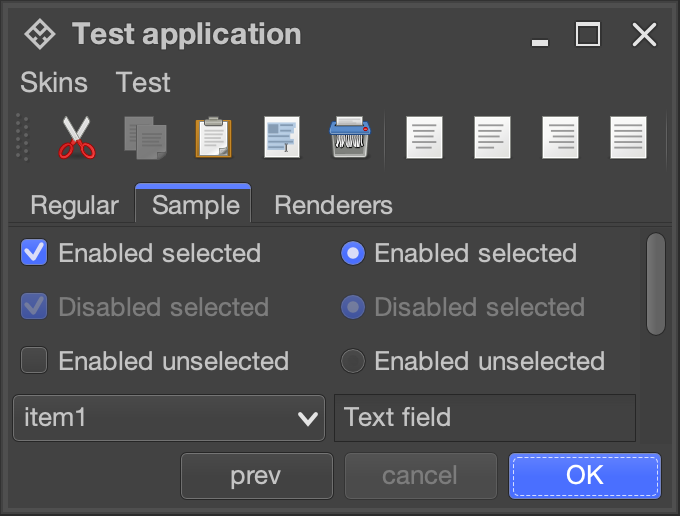 Test application
Skins Test
Regular Sample Renderers
Enabled selected Enabled selected
Disabled selected Disabled selected
Enabled unselected Enabled unselected
item1 Text field
prev cancel OK